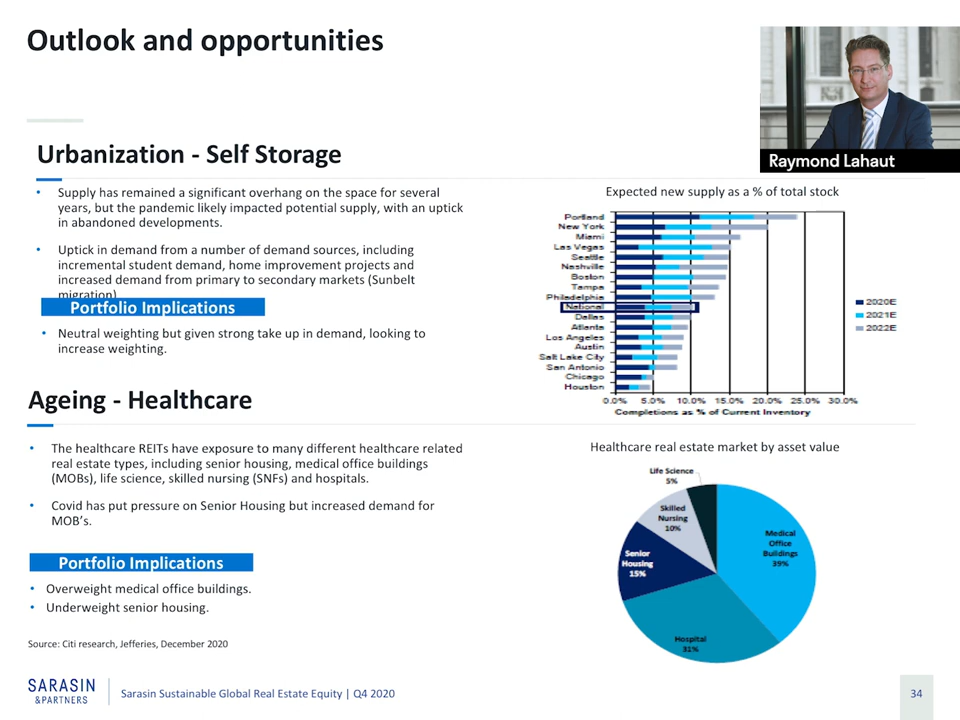 Outlook and opportunities
Raymond Lahaut
Urbanization - Self Storage
• Supply has remained a significant overhang on the space for several
years, but the pandemic likely impacted potential supply, with an uptick
in abandoned developments.
• Uptick in demand from a number of demand sources, including
incremental student demand, home improvement projects and
increased demand from primary to secondary markets (Sunbelt
migration)
Portfolio Implications
• Neutral weighting but given strong take up in demand, looking to
increase weighting.
Expected new supply as a % of total stock
Portland
New York
Miami
Las Vegas
Seattle
Nashville
Boston
Tampa
Philadelphia
National
Dallas
Atlanta
Los Angeles
Austin
Salt Lake City
San Antonio
Chicago
Houston
0.0% 5.0% 10.0% 15.0% 20.0% 25.0% 30.0%
Completions as % of Current Inventory
2020E
2021E
2022E
Ageing - Healthcare
• The healthcare REITs have exposure to many different healthcare related
real estate types, including senior housing, medical office buildings
(MOBs), life science, skilled nursing (SNFs) and hospitals.
• Covid has put pressure on Senior Housing but increased demand for
MOB's.
Portfolio Implications
• Overweight medical office buildings.
• Underweight senior housing.
Healthcare real estate market by asset value
Life Science
5%
Skilled
Nursing
10%
Senior
Housing
15%
Medical
Office
Buildings
39%
Hospital
31%
Source: Citi research, Jefferies, December 2020
SARASIN
& PARTNERS
Sarasin Sustainable Global Real Estate Equity | Q4 2020
34